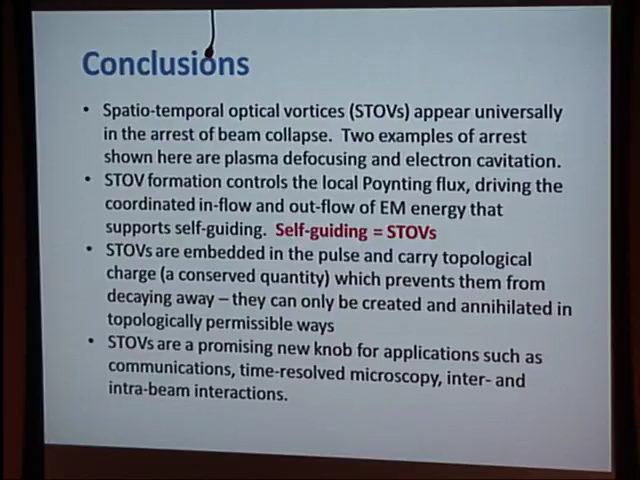 Conclusions
• Spatio-temporal optical vortices (STOVs) appear universally
in the arrest of beam collapse. Two examples of arrest
shown here are plasma defocusing and electron cavitation.
• STOV formation controls the local Poynting flux, driving the
coordinated in-flow and out-flow of EM energy that
supports self-guiding. Self-guiding = STOVs
• STOVs are embedded in the pulse and carry topological
charge (a conserved quantity) which prevents them from
decaying away – they can only be created and annihilated in
topologically permissible ways
• STOVs are a promising new knob for applications such as
communications, time-resolved microscopy, inter- and
intra-beam interactions.